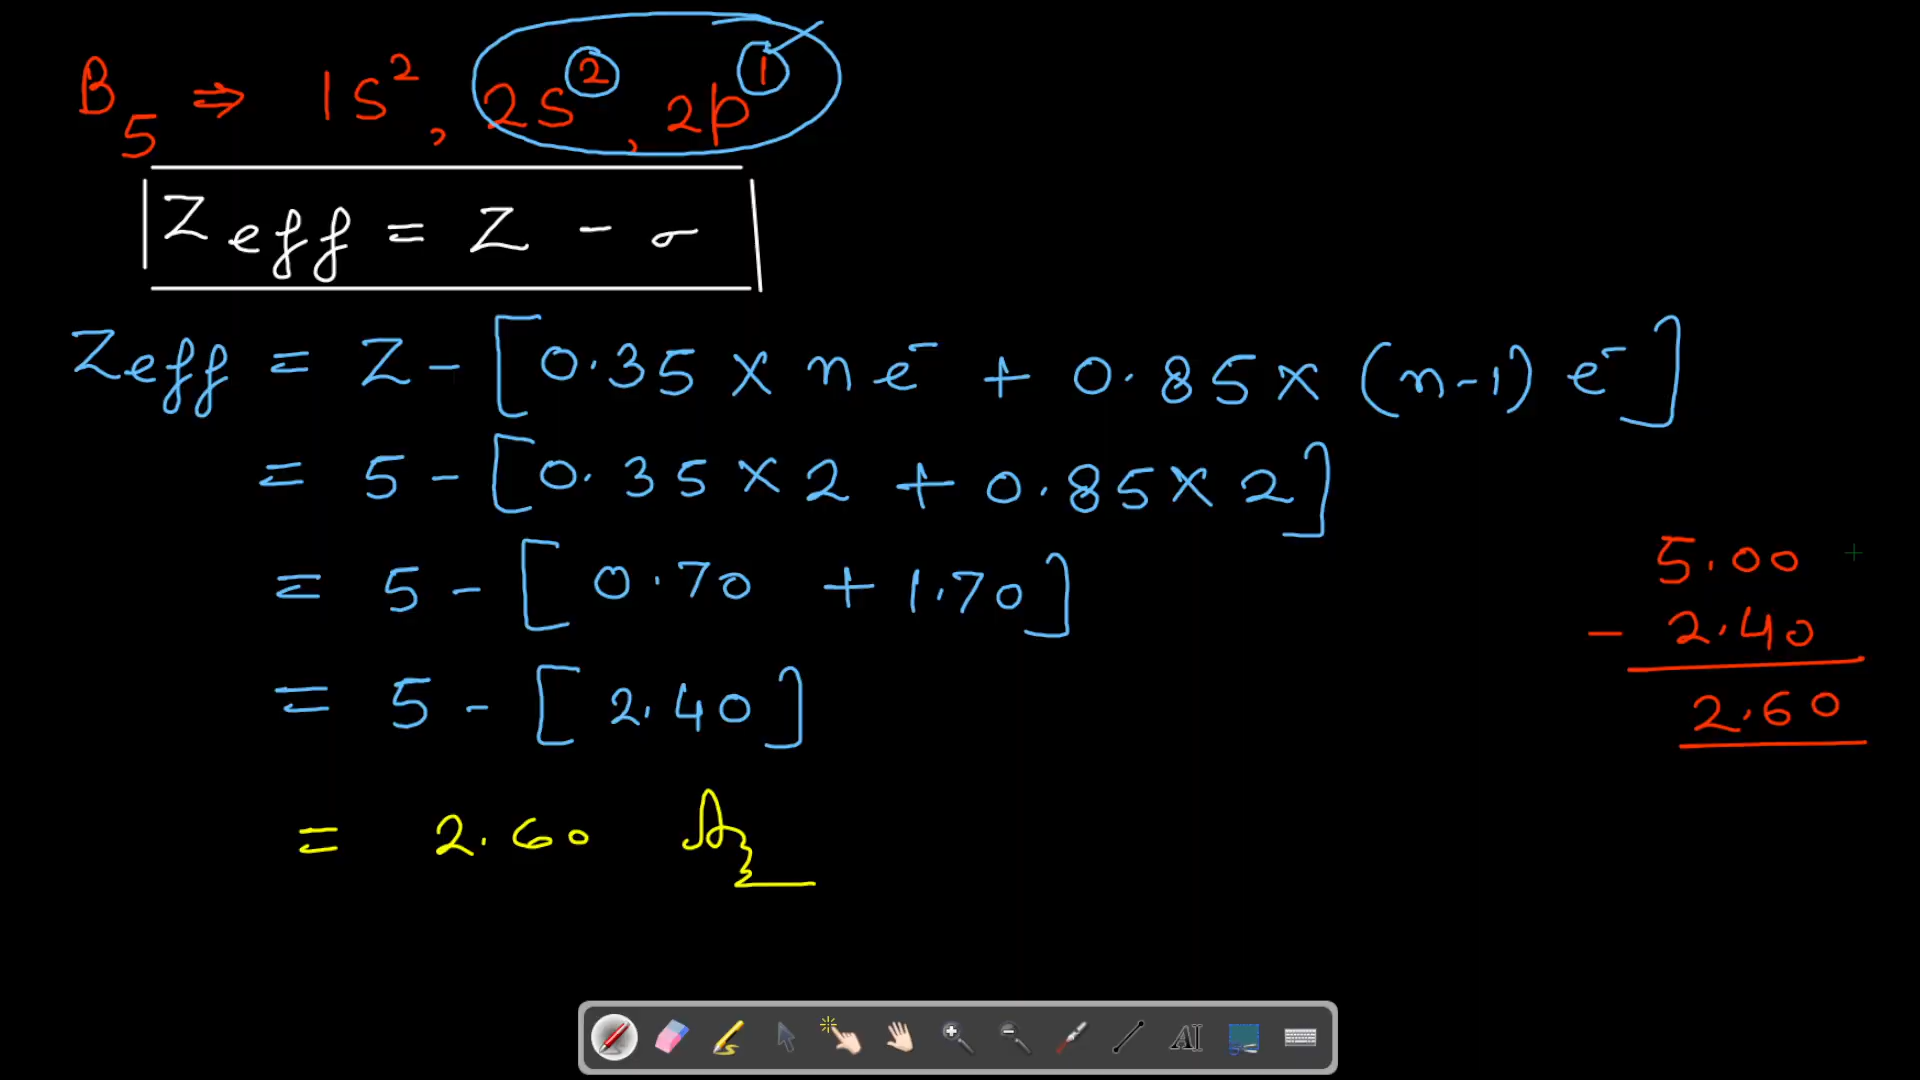 B₅ ⇒ 1s², 2s², 2p¹
Zeff = Z - σ
Zeff = Z - [0.35 × n e⁻ + 0.85 × (n-1) e⁻]
= 5 - [0.35 × 2 + 0.85 × 2]
= 5 - [0.70 + 1.70]
= 5 - [2.40]
= 2.60
5.00
- 2.40
2.60
AI